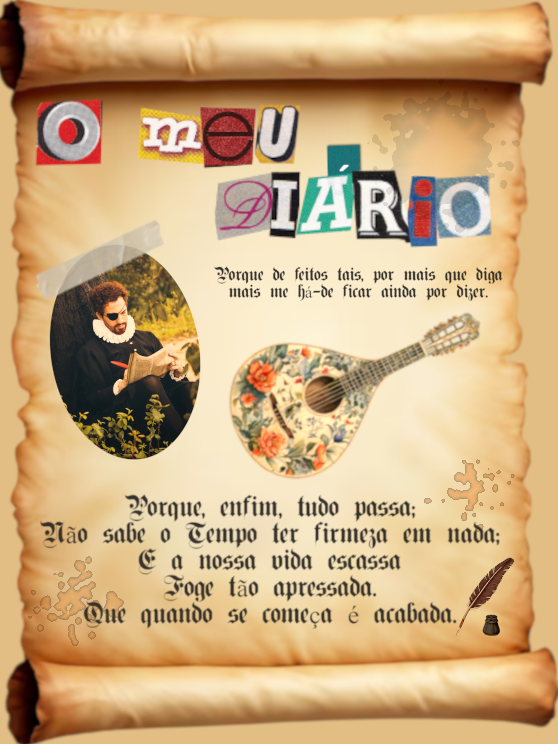 O meu
DIÁRiO
Porque de feitos tais, por mais que diga
mais me há-de ficar ainda por dizer.
Porque, enfim, tudo passa;
Não sabe o Tempo ter firmeza em nada;
E a nossa vida escassa
Foge tão apressada.
Que quando se começa é acabada.